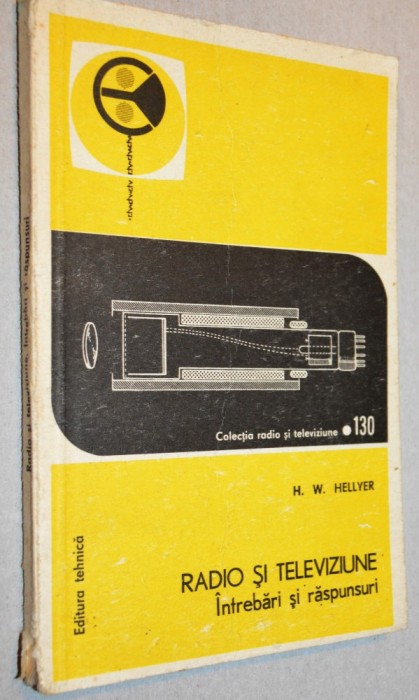 Colecția radio și televiziune • 130
H. W. HELLYER
RADIO ȘI TELEVIZIUNE
Întrebări și răspunsuri
Editura tehnică
Radio și televiziune. Întrebări și răspunsuri